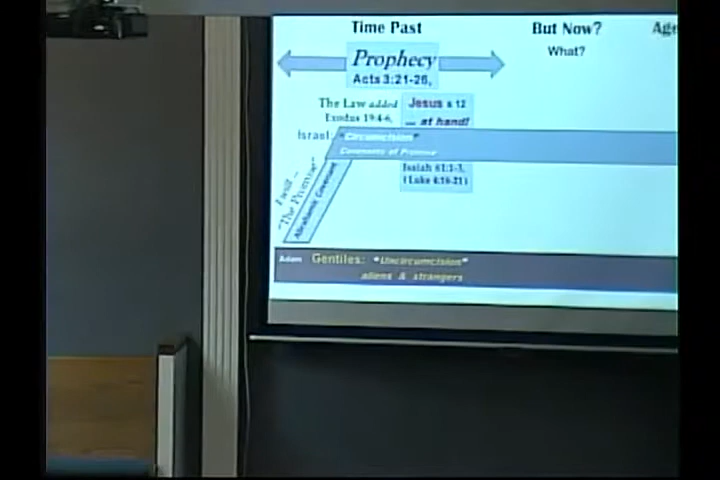 Time Past
But Now?
Age
What?
Prophecy
Acts 3:21-26,
The Law added
Exodus 19:4-6,
Jesus & 12
... at hand!
Israel: "Circumcision"
Covenants of Promise
Isaiah 61:1-3,
(Luke 4:16-21)
"The Promise"
Abrahamic Covenant
Adam Gentiles: "Uncircumcision"
aliens & strangers